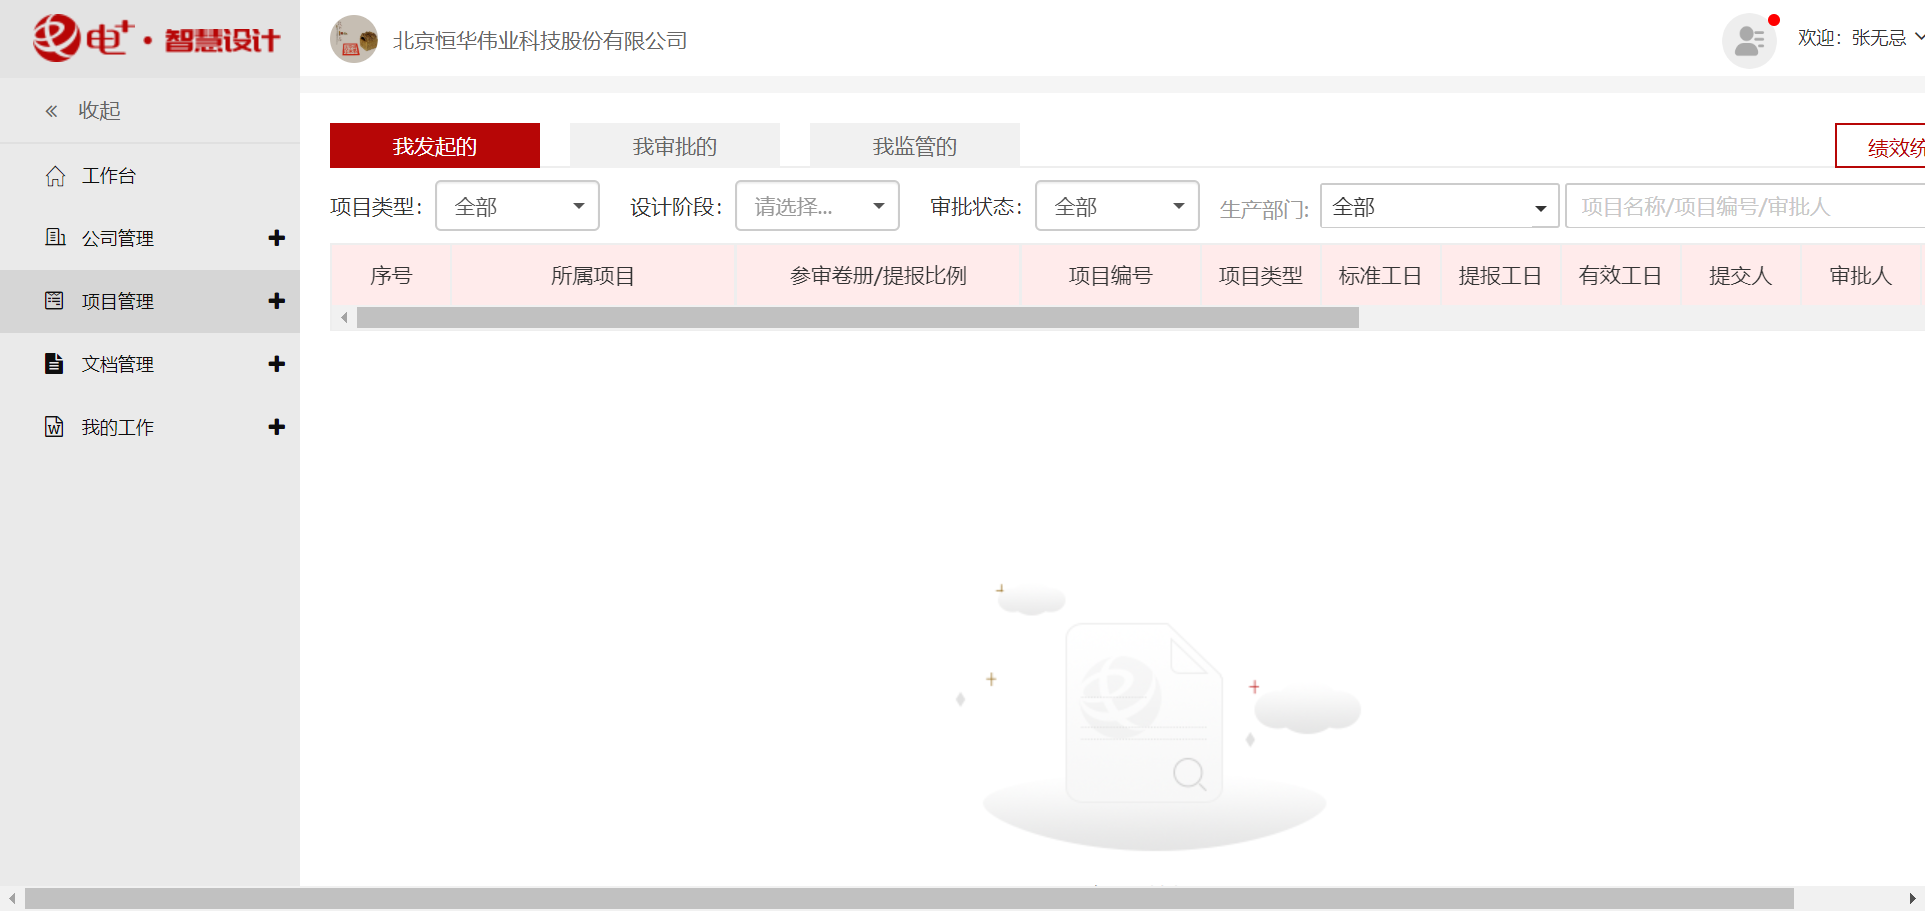 电+·智慧设计
北京恒华伟业科技股份有限公司
欢迎：张无忌
收起
工作台
公司管理
项目管理
文档管理
我的工作
我发起的
我审批的
我监管的
绩效统
项目类型：
全部
设计阶段：
请选择...
审批状态：
全部
生产部门:
全部
项目名称/项目编号/审批人
序号
所属项目
参审卷册/提报比例
项目编号
项目类型
标准工日
提报工日
有效工日
提交人
审批人